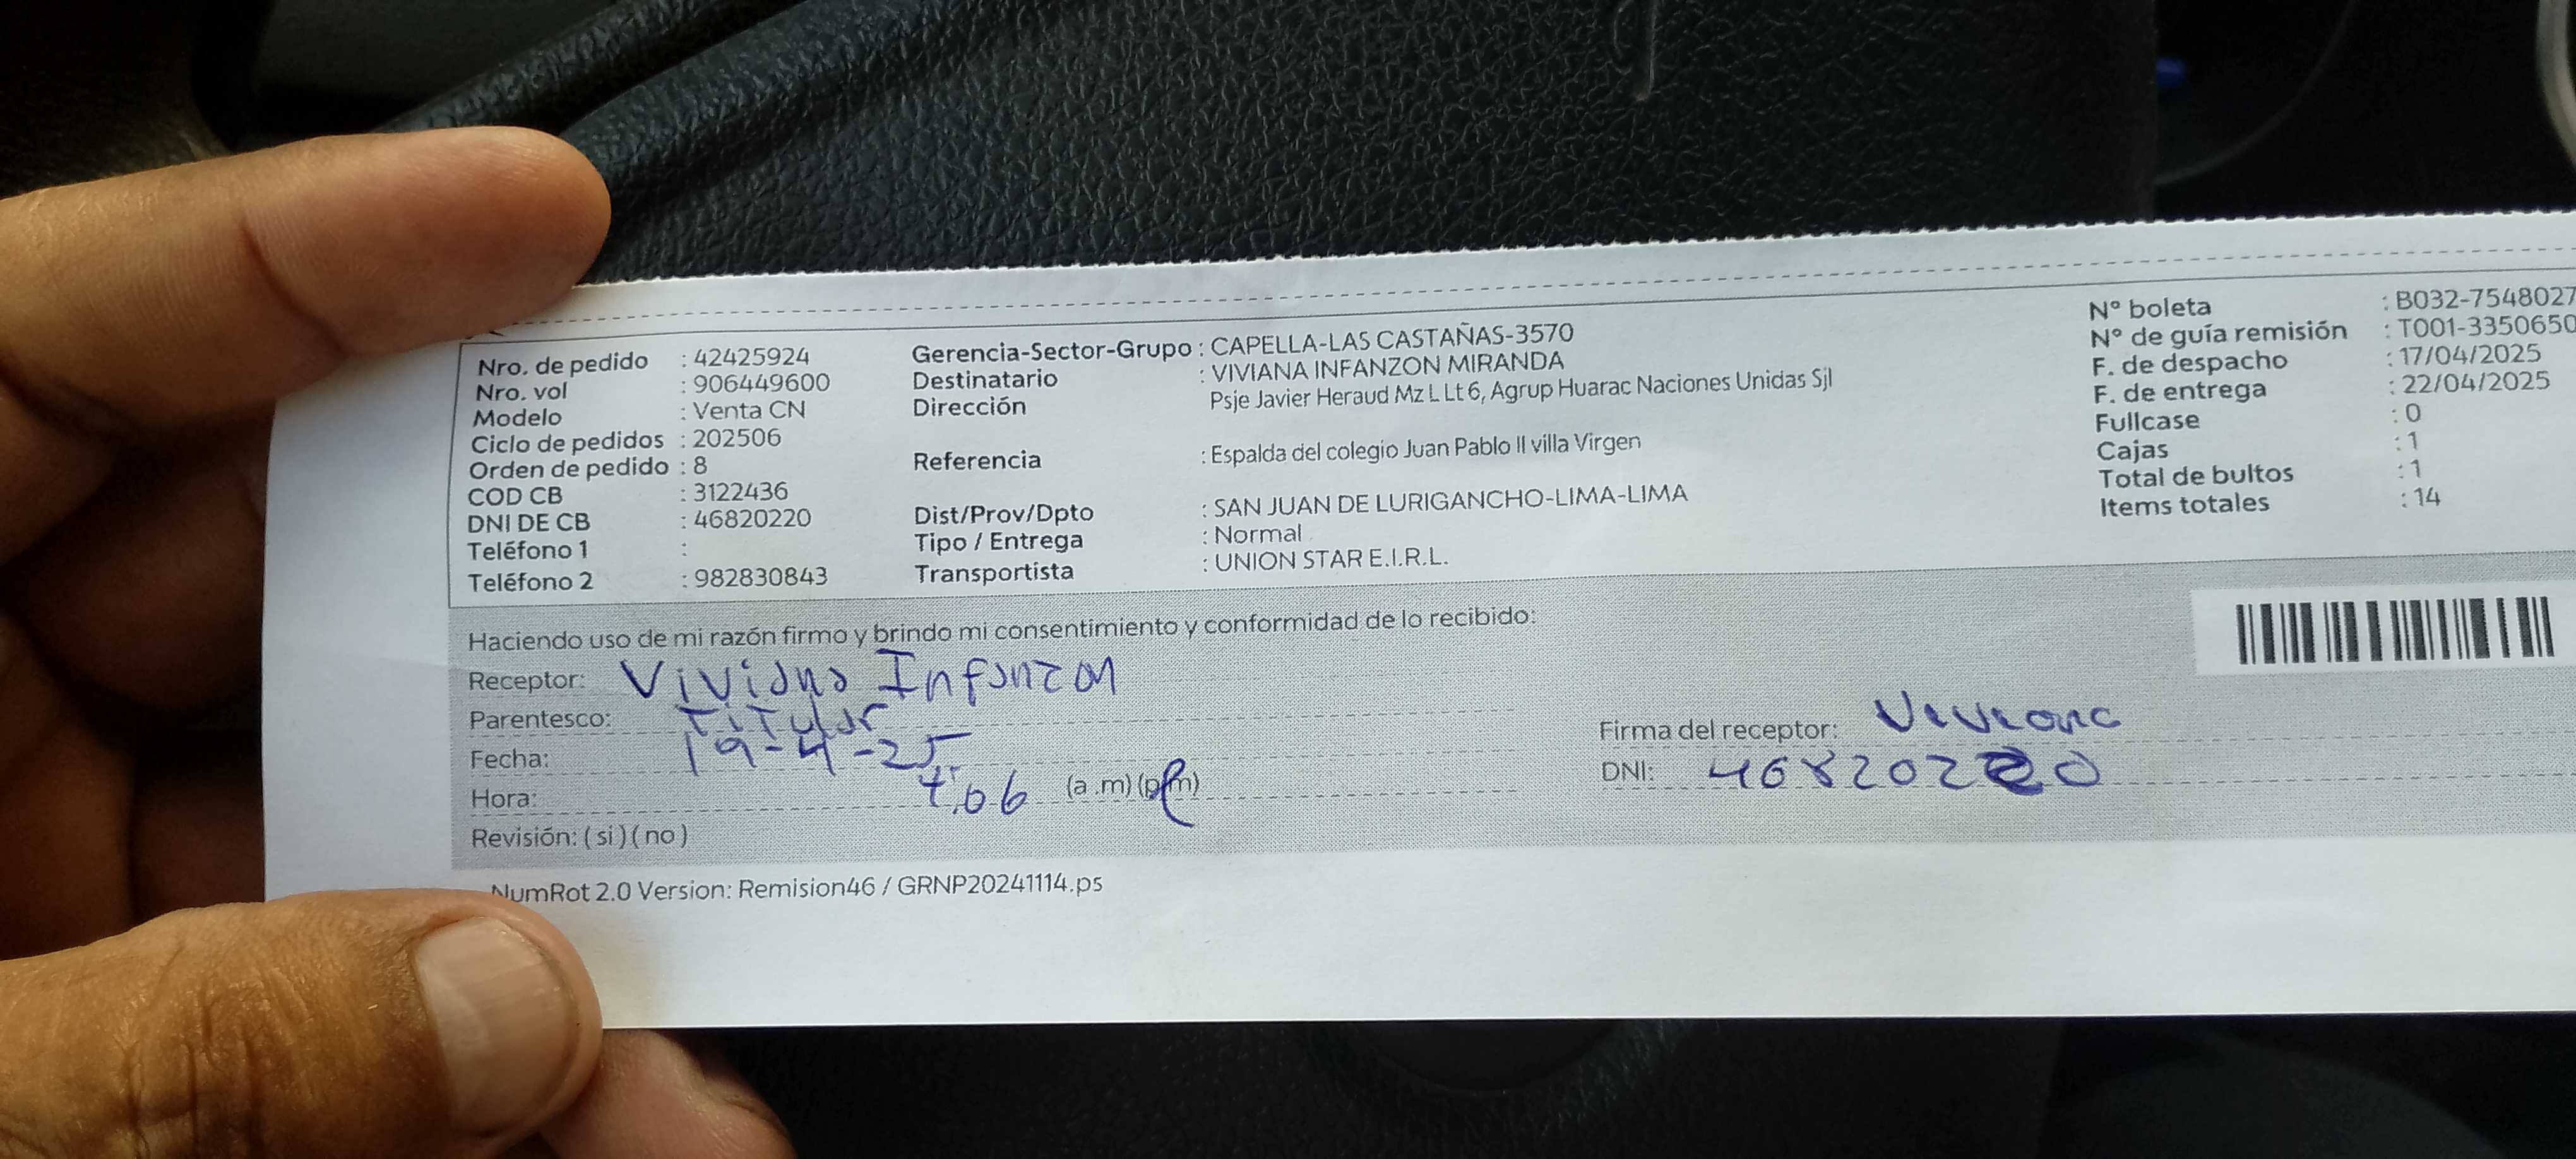 Nro. de pedido : 42425924
Nro. vol : 906449600
Modelo : Venta CN
Ciclo de pedidos : 202506
Orden de pedido : 8
COD CB : 3122436
DNI DE CB : 46820220
Teléfono 1 :
Teléfono 2 : 982830843
Gerencia-Sector-Grupo : CAPELLA-LAS CASTAÑAS-3570
Destinatario : VIVIANA INFANZON MIRANDA
Dirección Psje Javier Heraud Mz L Lt 6, Agrup Huarac Naciones Unidas Sjl
Referencia : Espalda del colegio Juan Pablo II villa Virgen
Dist/Prov/Dpto : SAN JUAN DE LURIGANCHO-LIMA-LIMA
Tipo / Entrega : Normal
Transportista : UNION STAR E.I.R.L.
Nº boleta : B032-7548027
Nº de guía remisión : T001-3350650
F. de despacho : 17/04/2025
F. de entrega : 22/04/2025
Fullcase : 0
Cajas : 1
Total de bultos : 1
Items totales : 14
Haciendo uso de mi razón firmo y brindo mi consentimiento y conformidad de lo recibido:
Receptor: Viviana Infanzon
Parentesco: Titular
Fecha: 19-4-25
Hora: :06 (a .m) (p.m)
Revisión: ( si ) ( no )
Firma del receptor: Viviana
DNI: 46820220
NumRot 2.0 Version: Remision46 / GRNP20241114.ps